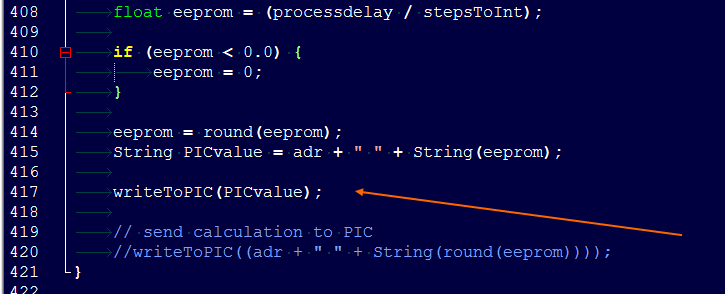 408 float eeprom = (processdelay / stepsToInt);
409
410 if (eeprom < 0.0) {
411 eeprom = 0;
412 }
413
414 eeprom = round(eeprom);
415 String PICvalue = adr + " " + String(eeprom);
416
417 writeToPIC(PICvalue);
418
419 // send calculation to PIC
420 //writeToPIC((adr + " " + String(round(eeprom))));
421 }
422